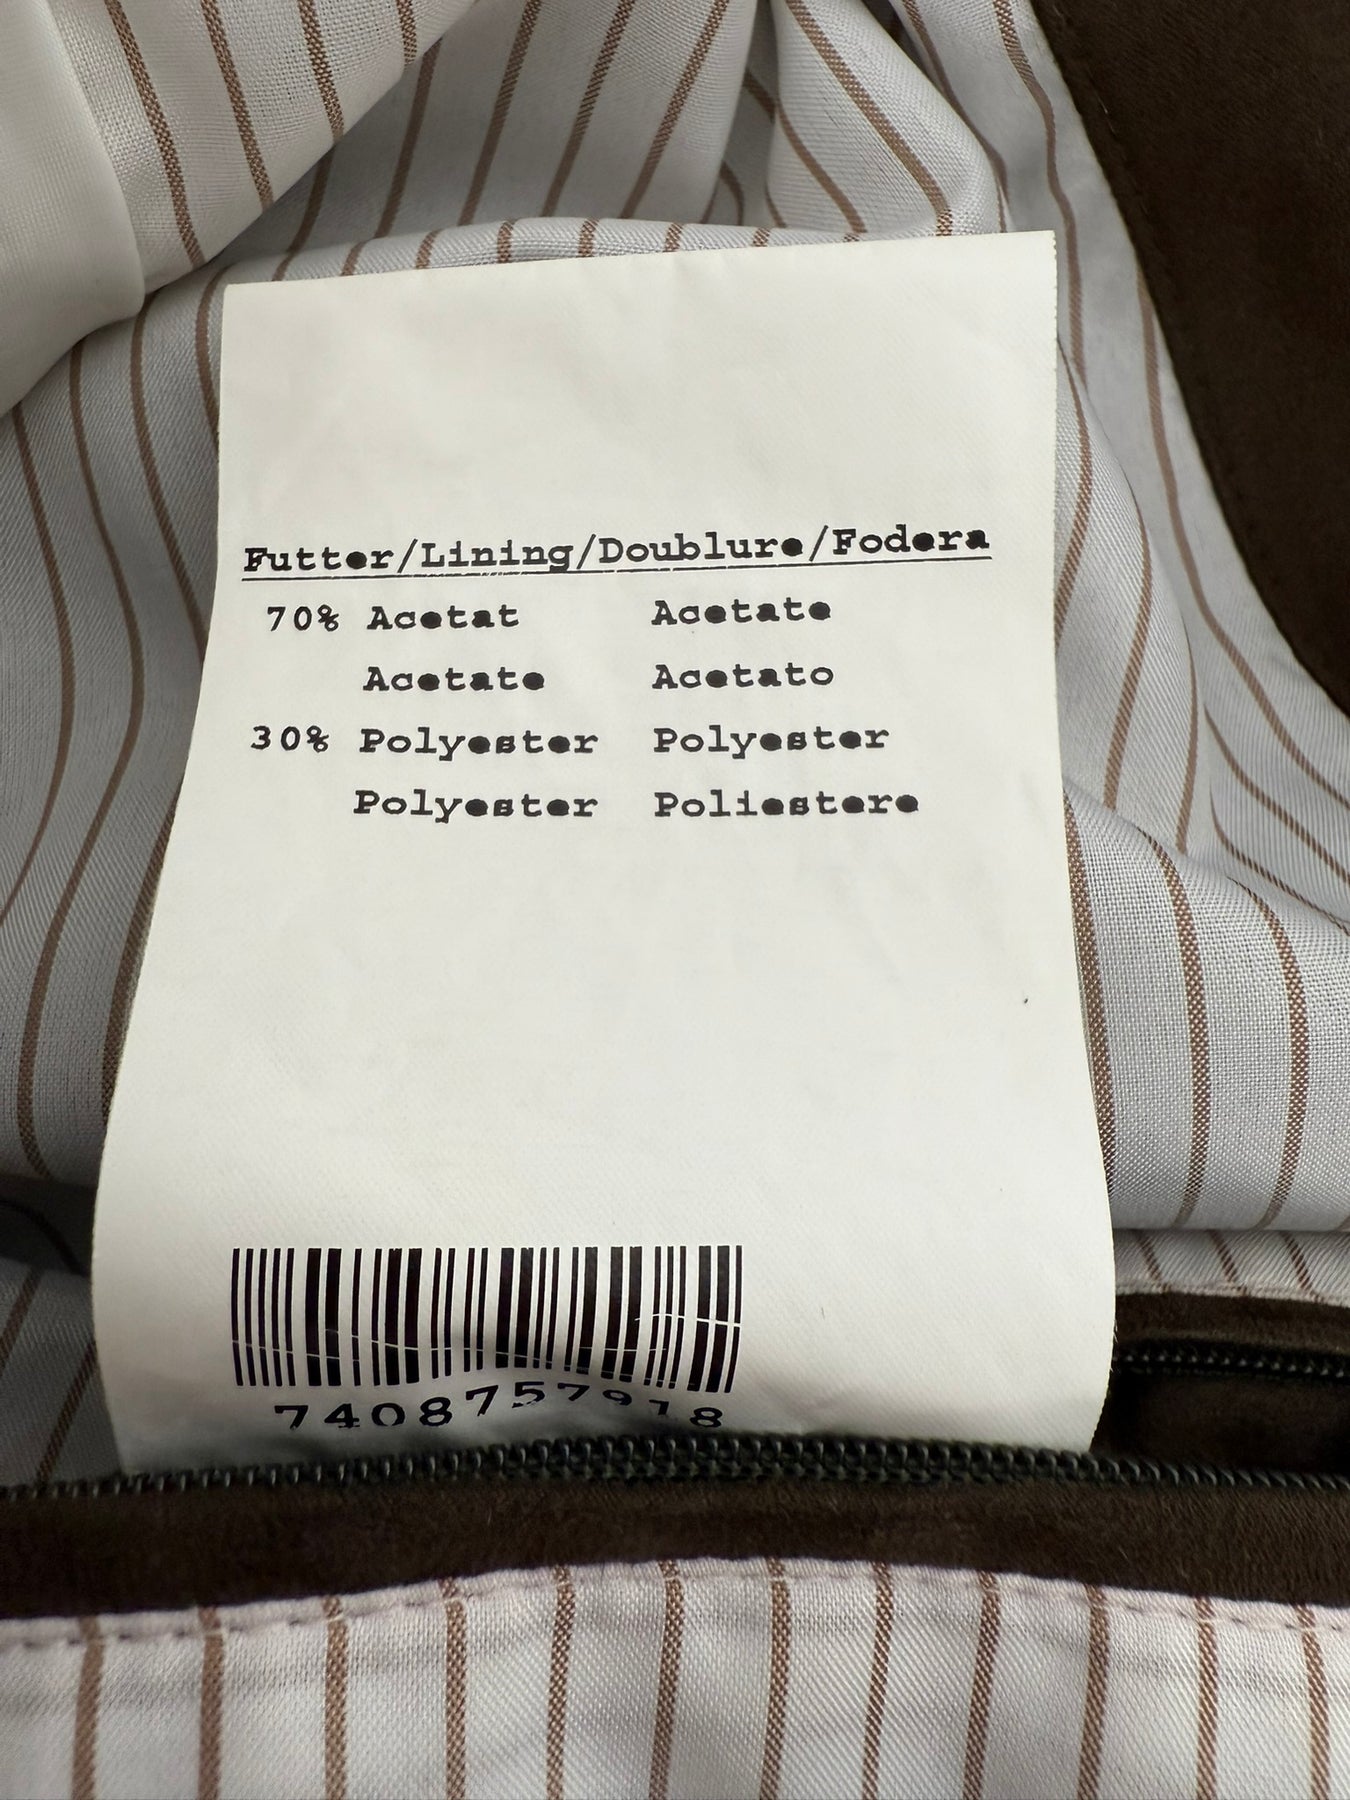 Futter/Lining/Doublure/Fodera
70% Acetat Acetate
Acetate Acetato
30% Polyester Polyester
Polyester Poliestere
7408757918